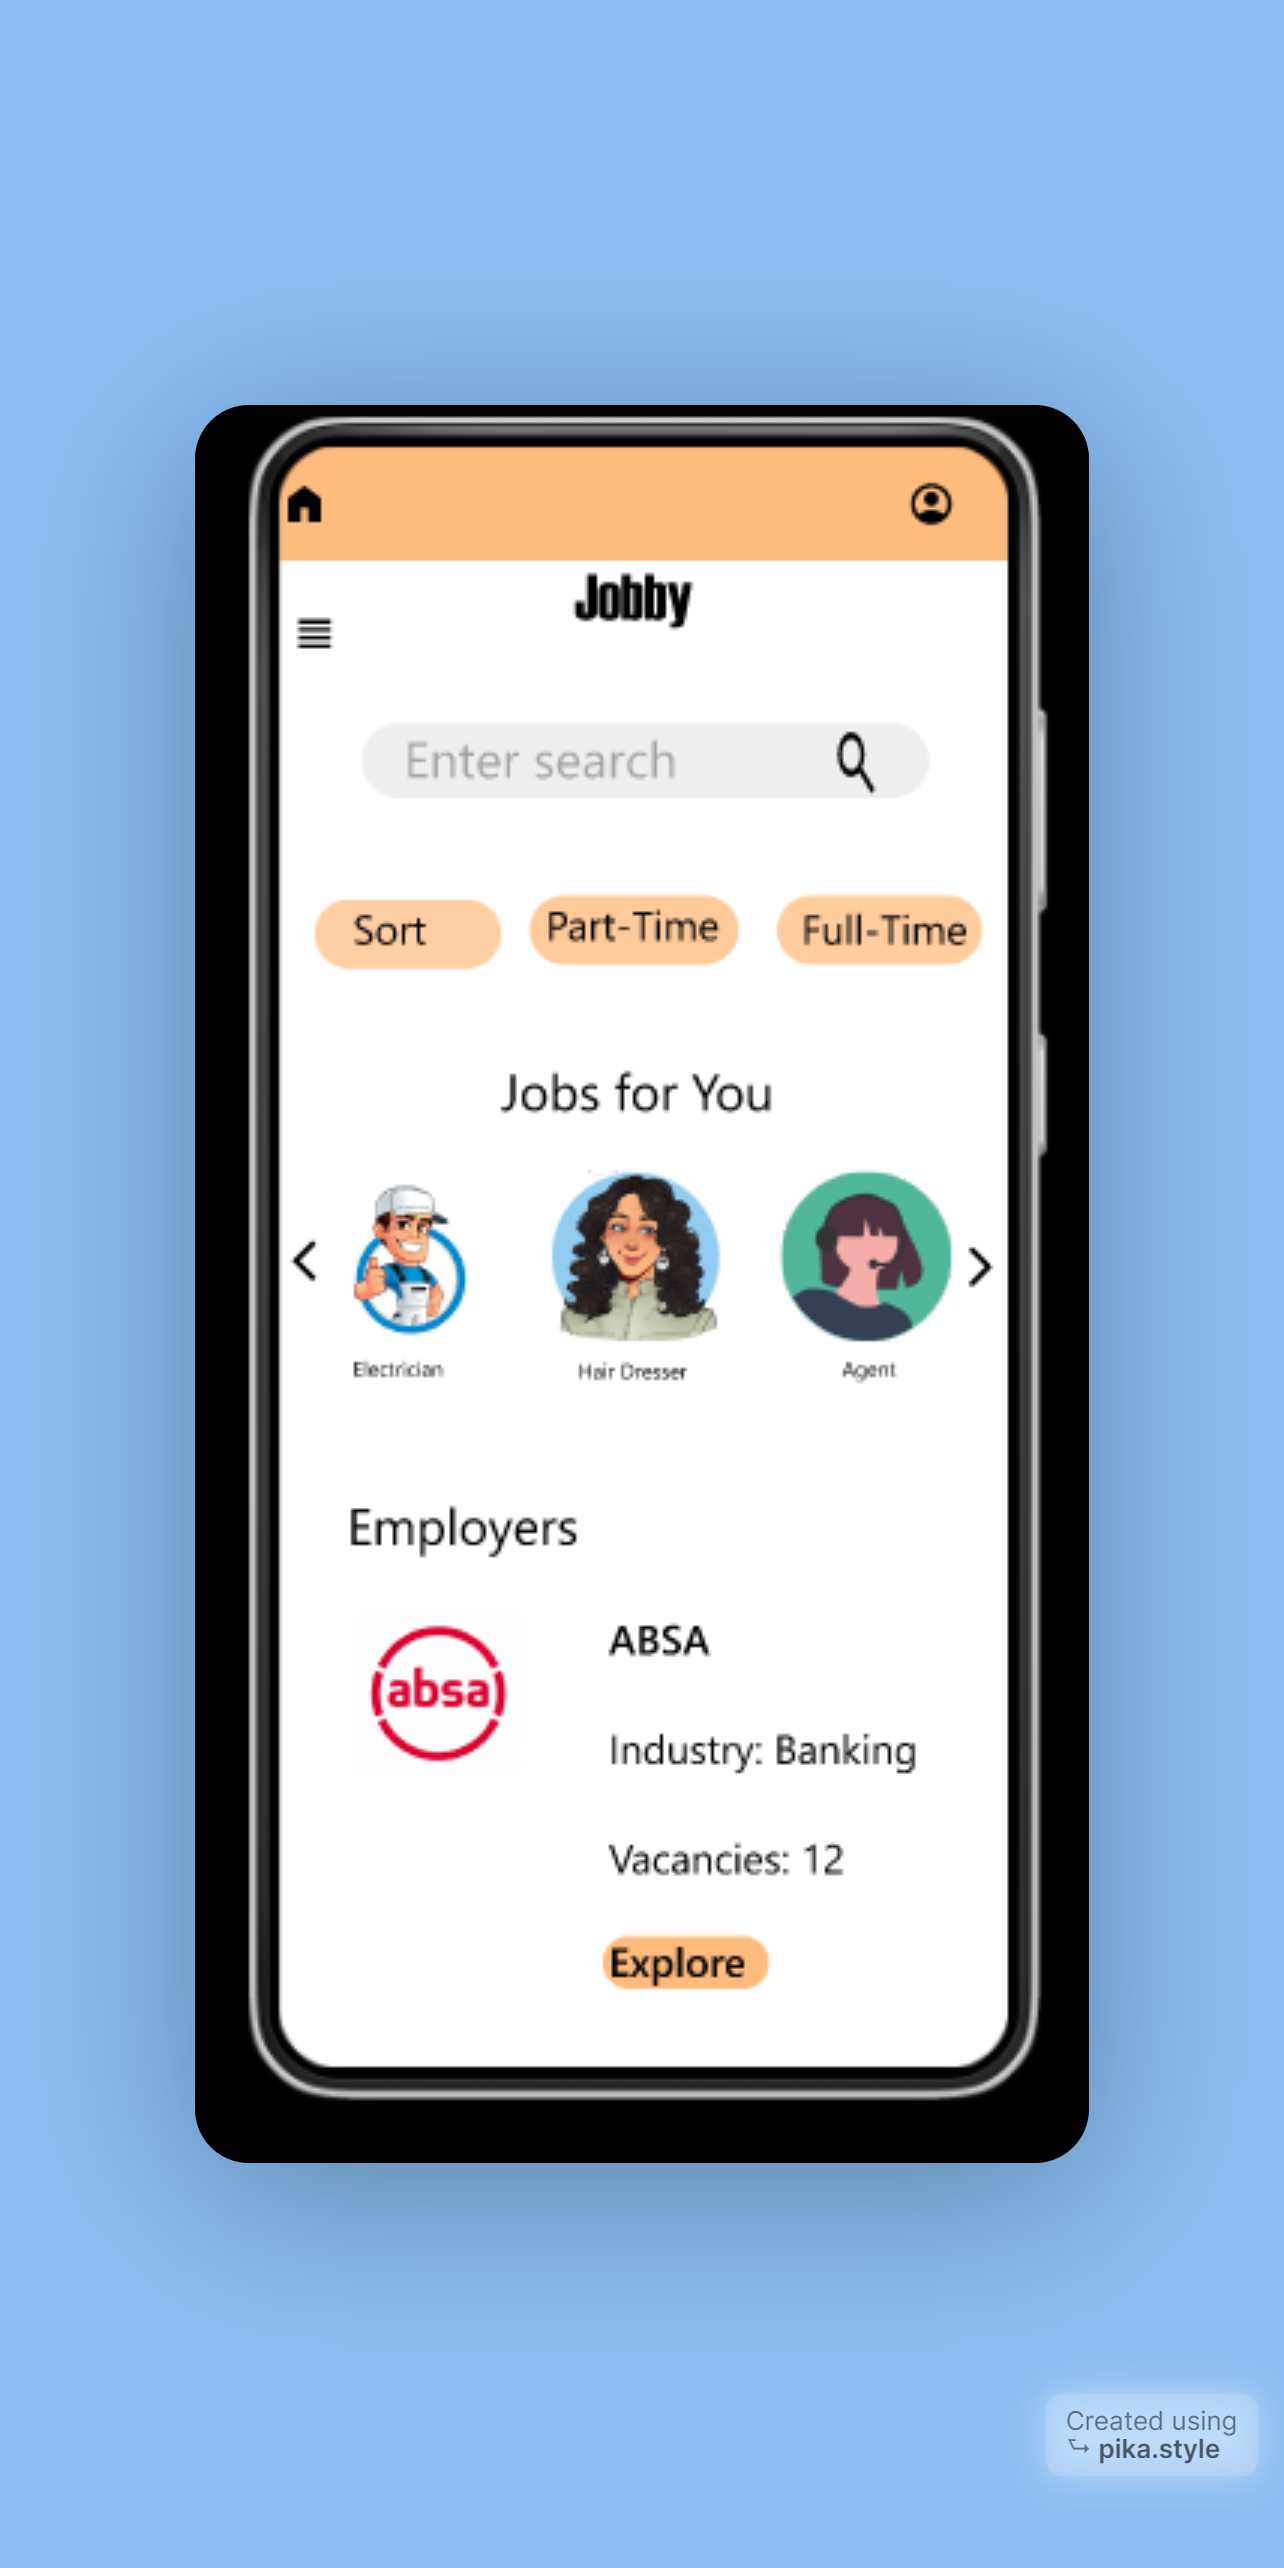 Jobby
Enter search
Sort
Part-Time
Full-Time
Jobs for You
Electrician
Hair Dresser
Agent
Employers
absa
ABSA
Industry: Banking
Vacancies: 12
Explore
Created using
pika.style